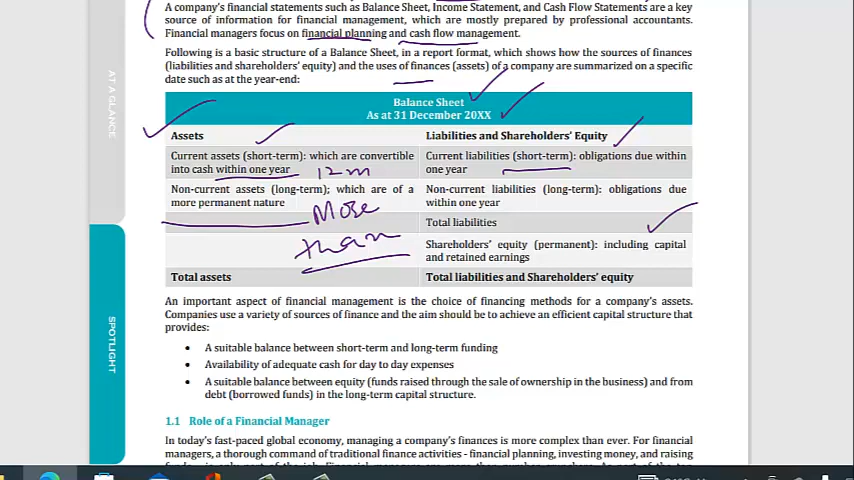 A company's financial statements such as Balance Sheet, Income Statement, and Cash Flow Statements are a key
source of information for financial management, which are mostly prepared by professional accountants.
Financial managers focus on financial planning and cash flow management.
Following is a basic structure of a Balance Sheet, in a report format, which shows how the sources of finances
(liabilities and shareholders' equity) and the uses of finances (assets) of a company are summarized on a specific
date such as at the year-end:
AT A GLANCE
Balance Sheet
As at 31 December 20XX
Assets
Liabilities and Shareholders' Equity
Current assets (short-term): which are convertible
into cash within one year
12 m
Current liabilities (short-term): obligations due within
one year
Non-current assets (long-term); which are of a
more permanent nature
More
than
Non-current liabilities (long-term): obligations due
within one year
Total liabilities
Shareholders' equity (permanent): including capital
and retained earnings
Total assets
Total liabilities and Shareholders' equity
An important aspect of financial management is the choice of financing methods for a company's assets.
Companies use a variety of sources of finance and the aim should be to achieve an efficient capital structure that
provides:
SPOTLIGHT
• A suitable balance between short-term and long-term funding
• Availability of adequate cash for day to day expenses
• A suitable balance between equity (funds raised through the sale of ownership in the business) and from
debt (borrowed funds) in the long-term capital structure.
1.1 Role of a Financial Manager
In today's fast-paced global economy, managing a company's finances is more complex than ever. For financial
managers, a thorough command of traditional finance activities - financial planning, investing money, and raising